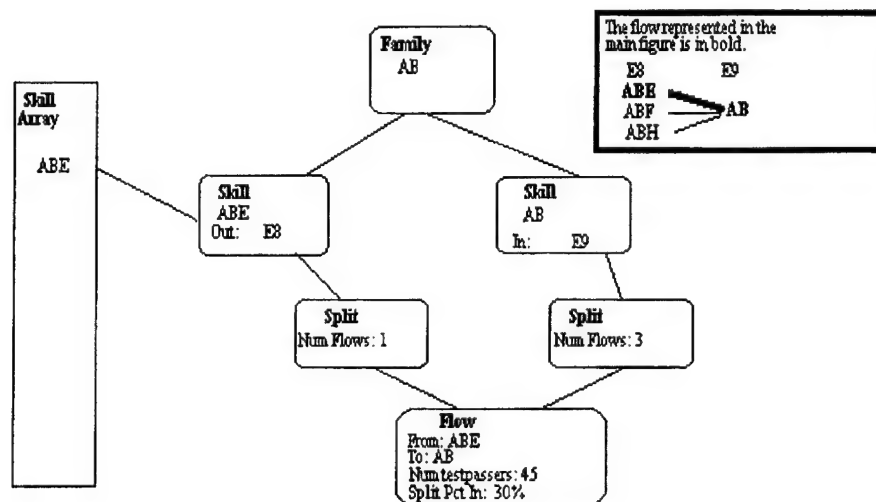 Family
AB
The flow represented in the
main figure is in bold.
E8 E9
ABE
ABF AB
ABH
Skill
Array
ABE
Skill
ABE
Out: E8
Skill
AB
In: E9
Split
Num Flows: 1
Split
Num Flows: 3
Flow
From: ABE
To: AB
Num testpassers: 45
Split Pct In: 30%